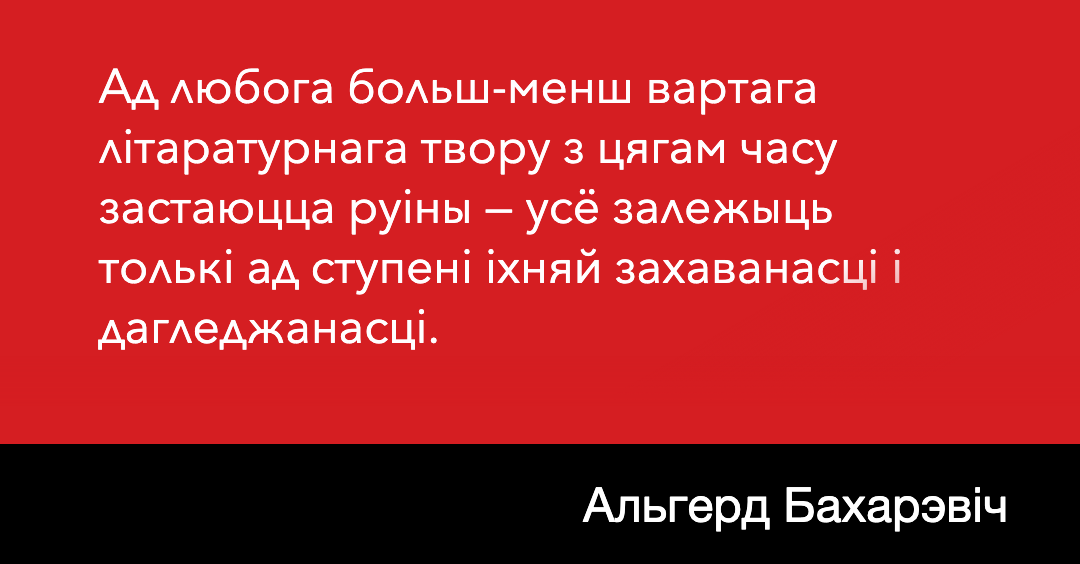 Ад любога больш-менш вартага
літаратурнага твору з цягам часу
застаюцца руіны — усё залежыць
толькі ад ступені іхняй захаванасці і
дагледжанасці.
Альгерд Бахарэвіч